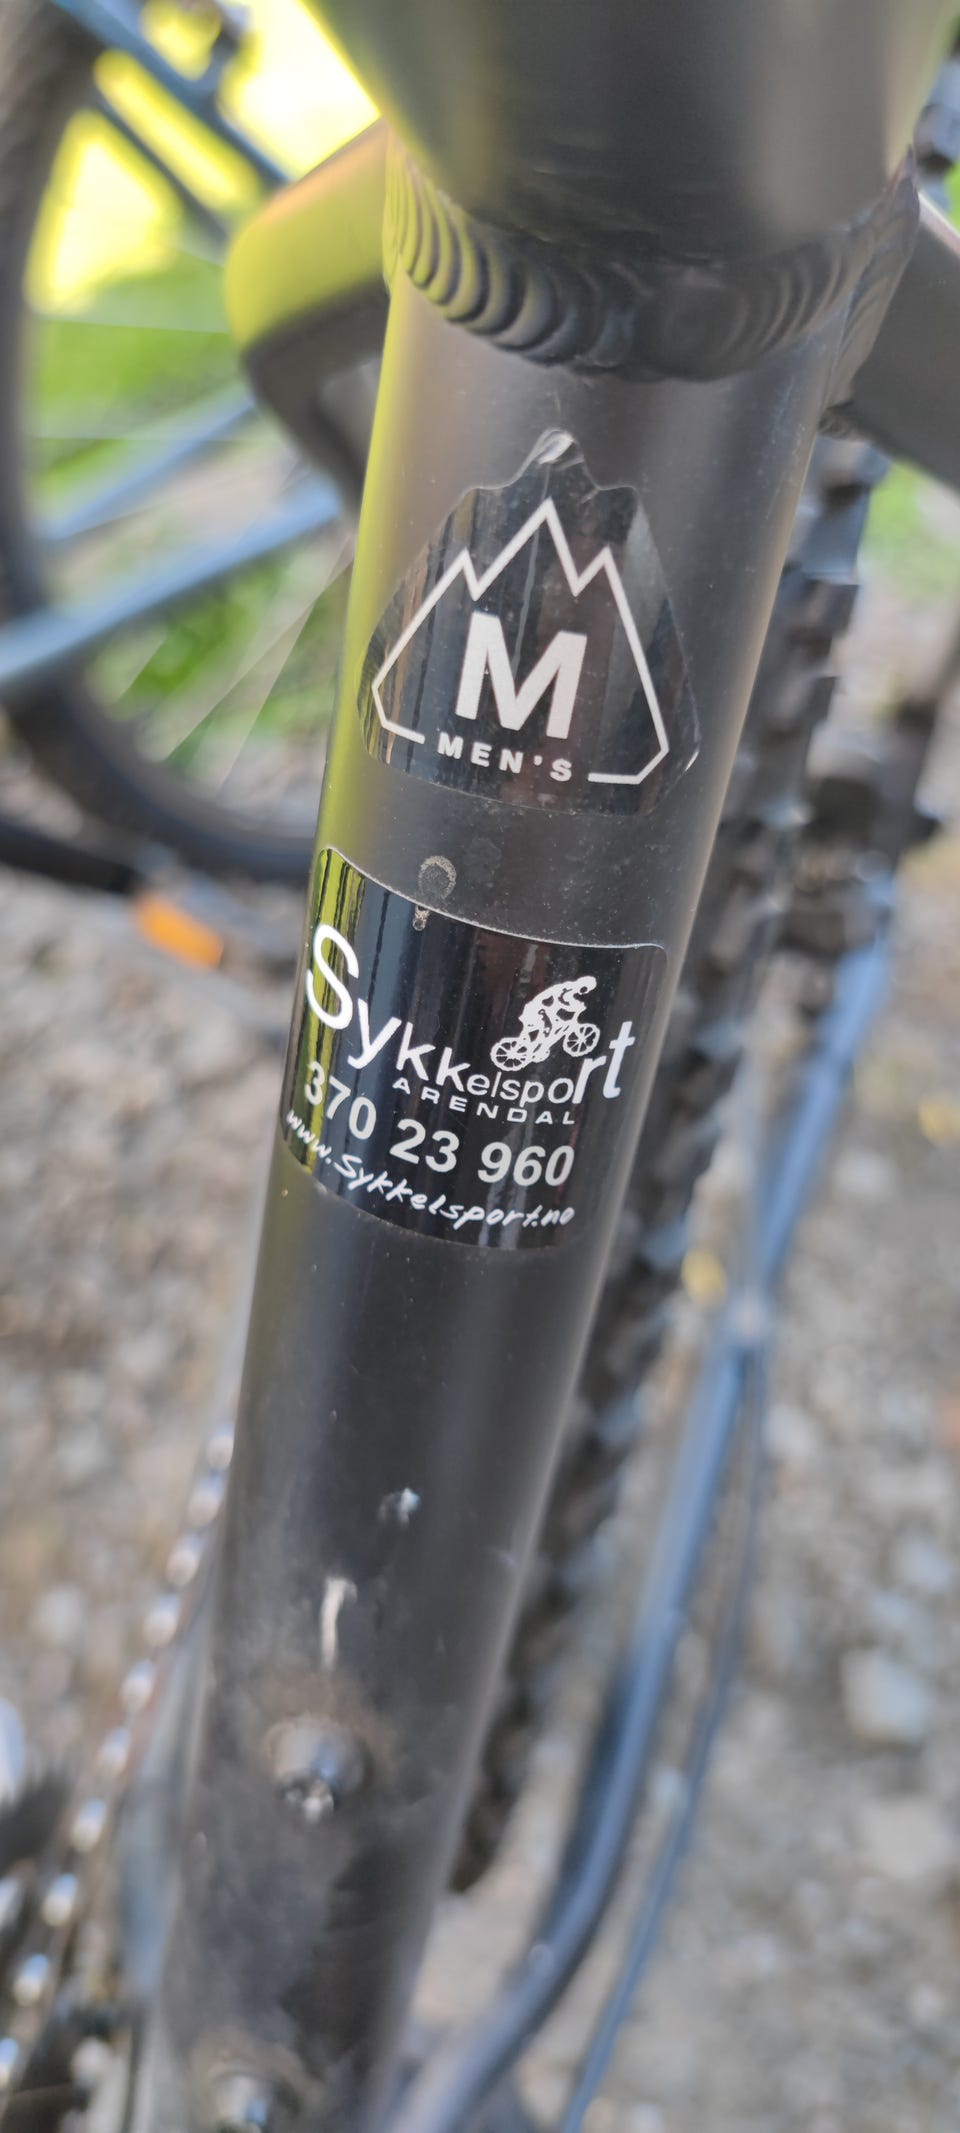 M
MEN'S
Sykkelsport
ARENDAL
370 23 960
www.Sykkelsport.no